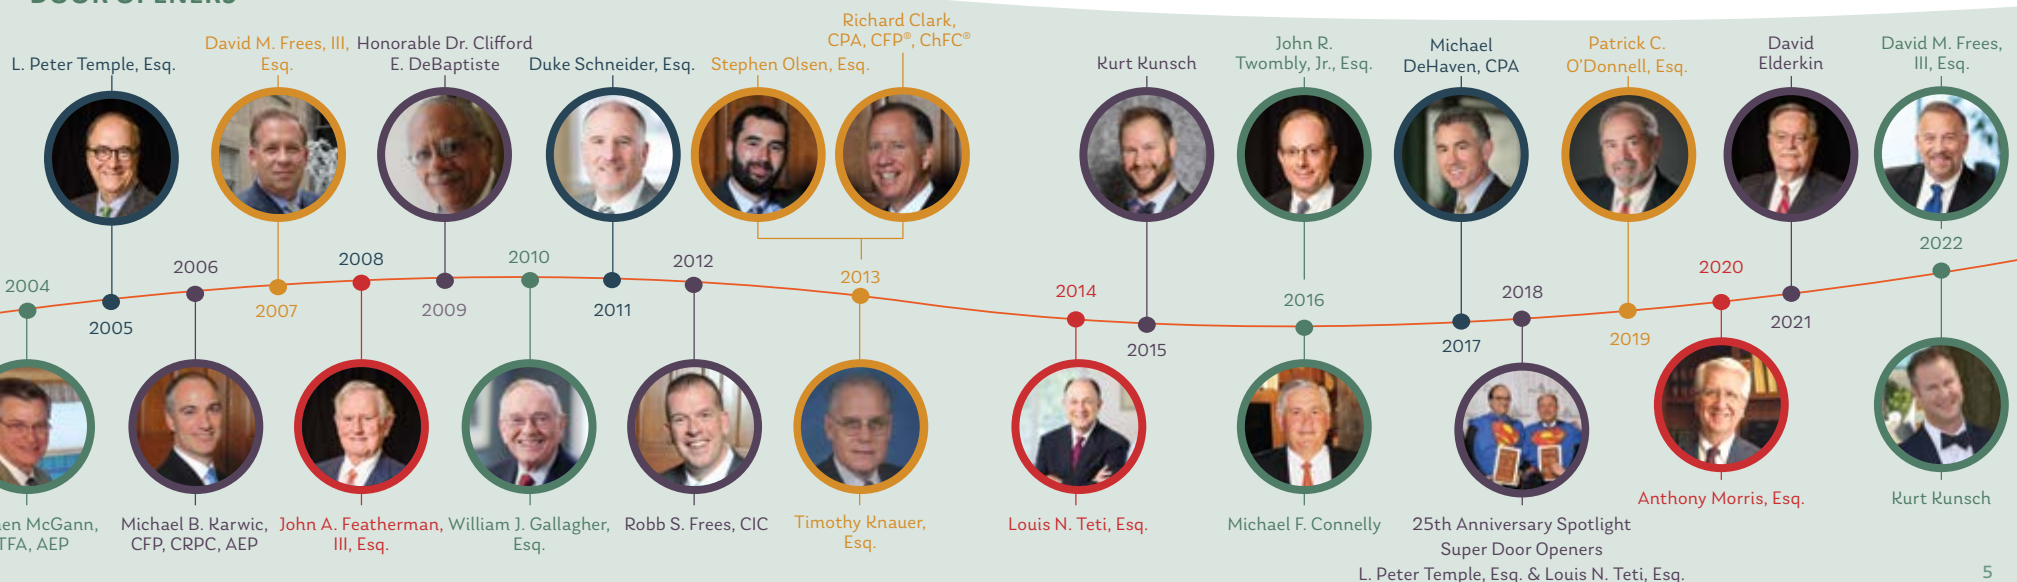 DOOR OPENERS
L. Peter Temple, Esq.
David M. Frees, III,
Esq.
Honorable Dr. Clifford
E. DeBaptiste
Duke Schneider, Esq.
Stephen Olsen, Esq.
Richard Clark,
CPA, CFP®, ChFC®
Kurt Kunsch
John R.
Twombly, Jr., Esq.
Michael
DeHaven, CPA
Patrick C.
O'Donnell, Esq.
David
Elderkin
David M. Frees,
III, Esq.
2004
2005
2006
2007
2008
2009
2010
2011
2012
2013
2014
2015
2016
2017
2018
2019
2020
2021
2022
en McGann,
TFA, AEP
Michael B. Karwic,
CFP, CRPC, AEP
John A. Featherman,
III, Esq.
William J. Gallagher,
Esq.
Robb S. Frees, CIC
Timothy Knauer,
Esq.
Louis N. Teti, Esq.
Michael F. Connelly
25th Anniversary Spotlight
Super Door Openers
L. Peter Temple, Esq. & Louis N. Teti, Esq.
Anthony Morris, Esq.
Kurt Kunsch
5